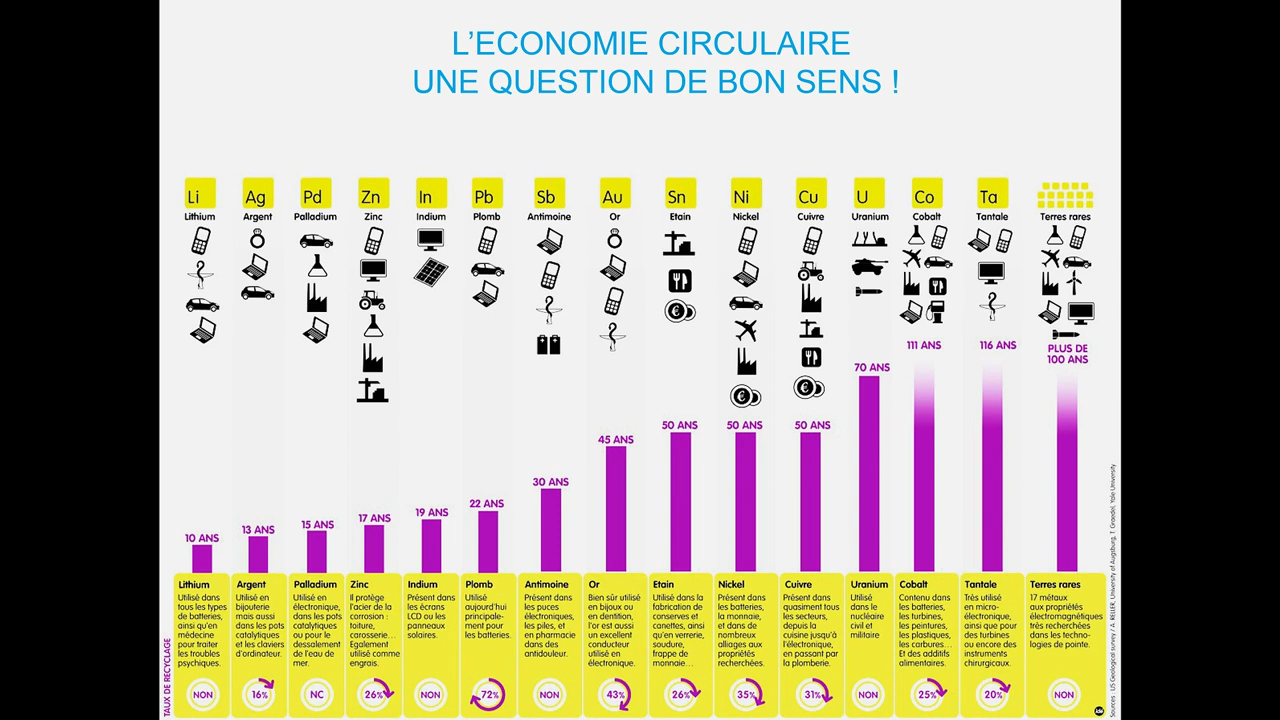 L'ECONOMIE CIRCULAIRE
UNE QUESTION DE BON SENS !
Li
Ag
Pd
Zn
In
Pb
Sb
Au
Sn
Ni
Cu
U
Co
Ta
Lithium
Argent
Palladium
Zinc
Indium
Plomb
Antimoine
Or
Etain
Nickel
Cuivre
Uranium
Cobalt
Tantale
Terres rares
10 ANS
13 ANS
15 ANS
17 ANS
19 ANS
22 ANS
30 ANS
45 ANS
50 ANS
50 ANS
50 ANS
70 ANS
111 ANS
116 ANS
PLUS DE
100 ANS
Lithium
Utilisé dans
tous les types
de batteries,
ainsi qu'en
médecine
pour traiter
les troubles
psychiques.
Argent
Utilisé en
bijouterie
mais aussi
dans les pots
catalytiques
et les claviers
d'ordinateur.
Palladium
Utilisé en
électronique,
dans les pots
catalytiques
ou pour le
dessalement
de l'eau de
mer.
Zinc
Il protège
l'acier de la
corrosion :
toiture,
carosserie...
Egalement
utilisé comme
engrais.
Indium
Présent dans
les écrans
LCD ou les
panneaux
solaires.
Plomb
Utilisé
aujourd'hui
principale-
ment pour
les batteries.
Antimoine
Présent dans
les puces
électroniques,
les piles, et
en pharmacie
dans des
antidouleur.
Or
Bien sûr utilisé
en bijou ou
en dentition,
l'or est aussi
un excellent
conducteur
utilisé en
électronique.
Etain
Utilisé dans la
fabrication de
conserves et
canettes, ainsi
qu'en verrerie,
soudure,
frappe de
monnaie...
Nickel
Présent dans
les batteries,
la monnaie,
et dans de
nombreux
alliages aux
propriétés
recherchées.
Cuivre
Présent dans
quasiment tous
les secteurs,
depuis la
cuisine jusqu'à
l'électronique,
en passant par
la plomberie.
Uranium
Utilisé
dans le
nucléaire
civil et
militaire
Cobalt
Contenu dans
les batteries,
les turbines,
les peintures,
les plastiques,
les carbures...
Et des additifs
alimentaires.
Tantale
Très utilisé
en micro-
électronique,
ainsi que pour
des turbines
ou encore des
instruments
chirurgicaux.
Terres rares
17 métaux
aux propriétés
électromagnétiques
très recherchées
dans les techno-
logies de pointe.
TAUX DE RECYCLAGE
NON
16%
NC
26%
NON
72%
NON
43%
26%
35%
31%
NON
25%
20%
NON
ide
Sources : US Geological survey / A. RELLER, University of Augsburg, T. Graedel, Yale University